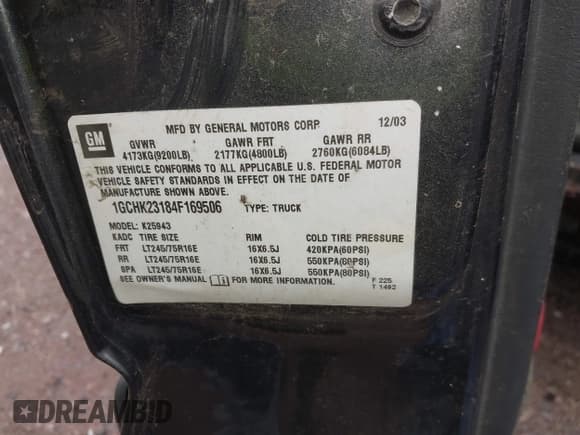 GM
MFD BY GENERAL MOTORS CORP 12/03
GVWR GAWR FRT GAWR RR
4173KG(9200LB) 2177KG(4800LB) 2760KG(6084LB)
THIS VEHICLE CONFORMS TO ALL APPLICABLE U.S. FEDERAL MOTOR
VEHICLE SAFETY STANDARDS IN EFFECT ON THE DATE OF
MANUFACTURE SHOWN ABOVE.
1GCHK23184F169506 TYPE: TRUCK
MODEL: K25943
KADC TIRE SIZE RIM COLD TIRE PRESSURE
FRT LT245/75R16E 16X6.5J 420KPA(60PSI)
RR LT245/75R16E 16X6.5J 550KPA(80PSI)
SPA LT245/75R16E 16X6.5J 550KPA(80PSI)
SEE OWNER'S MANUAL FOR MORE INFORMATION.
F 225
T 1492
DREAMBID